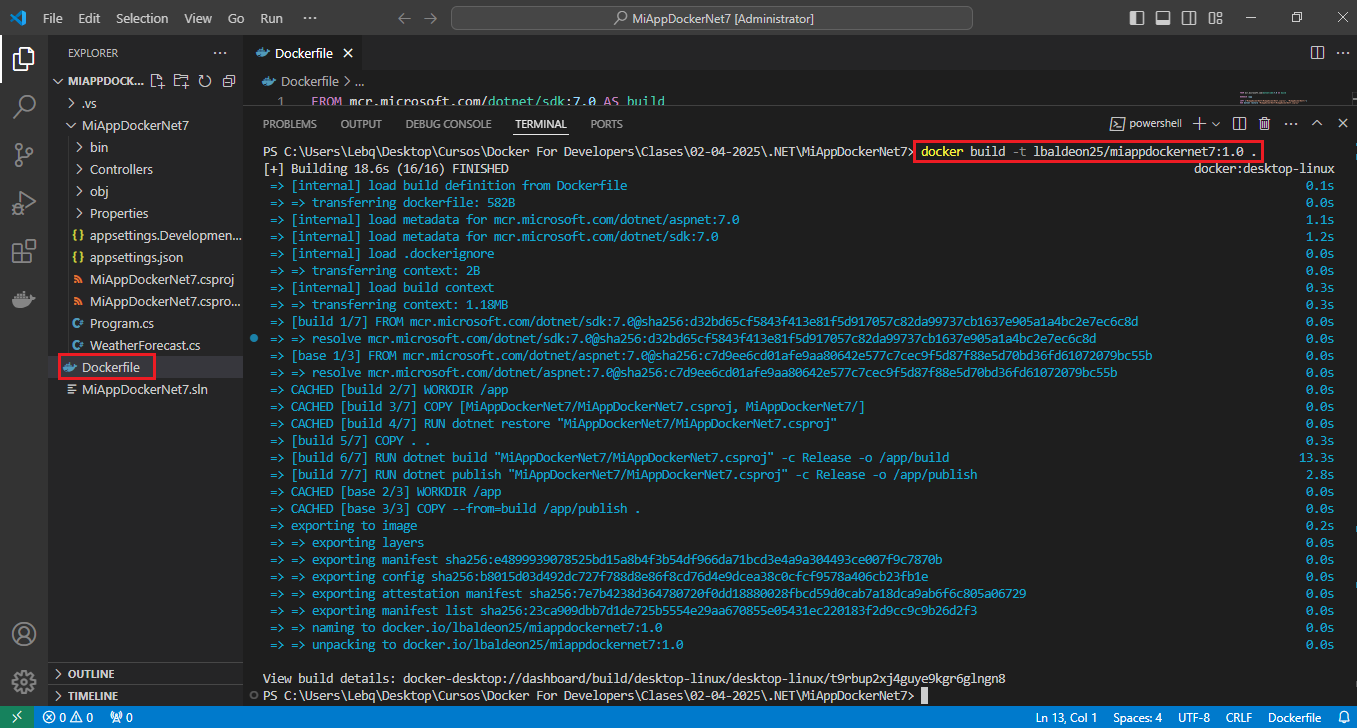 File Edit Selection View Go Run ···
MiAppDockerNet7 [Administrator]
EXPLORER ···
MIAPPDOCK...
.vs
MiAppDockerNet7
bin
Controllers
obj
Properties
appsettings.Developmen...
appsettings.json
MiAppDockerNet7.csproj
MiAppDockerNet7.cspro...
Program.cs
WeatherForecast.cs
Dockerfile
MiAppDockerNet7.sln
OUTLINE
TIMELINE
Dockerfile
Dockerfile > ...
1 FROM mcr.microsoft.com/dotnet/sdk:7.0 AS build
PROBLEMS OUTPUT DEBUG CONSOLE TERMINAL PORTS
powershell
PS C:\Users\Lebq\Desktop\Cursos\Docker For Developers\Clases\02-04-2025\.NET\MiAppDockerNet7> docker build -t lbaldeon25/miappdockernet7:1.0 .
[+] Building 18.6s (16/16) FINISHED docker:desktop-linux
=> [internal] load build definition from Dockerfile 0.1s
=> => transferring dockerfile: 582B 0.0s
=> [internal] load metadata for mcr.microsoft.com/dotnet/aspnet:7.0 1.1s
=> [internal] load metadata for mcr.microsoft.com/dotnet/sdk:7.0 1.2s
=> [internal] load .dockerignore 0.0s
=> => transferring context: 2B 0.0s
=> [internal] load build context 0.3s
=> => transferring context: 1.18MB 0.3s
=> [build 1/7] FROM mcr.microsoft.com/dotnet/sdk:7.0@sha256:d32bd65cf5843f413e81f5d917057c82da99737cb1637e905a1a4bc2e7ec6c8d 0.0s
=> => resolve mcr.microsoft.com/dotnet/sdk:7.0@sha256:d32bd65cf5843f413e81f5d917057c82da99737cb1637e905a1a4bc2e7ec6c8d 0.0s
=> [base 1/3] FROM mcr.microsoft.com/dotnet/aspnet:7.0@sha256:c7d9ee6cd01afe9aa80642e577c7cec9f5d87f88e5d70bd36fd61072079bc55b 0.0s
=> => resolve mcr.microsoft.com/dotnet/aspnet:7.0@sha256:c7d9ee6cd01afe9aa80642e577c7cec9f5d87f88e5d70bd36fd61072079bc55b 0.0s
=> CACHED [build 2/7] WORKDIR /app 0.0s
=> CACHED [build 3/7] COPY [MiAppDockerNet7/MiAppDockerNet7.csproj, MiAppDockerNet7/] 0.0s
=> CACHED [build 4/7] RUN dotnet restore "MiAppDockerNet7/MiAppDockerNet7.csproj" 0.0s
=> [build 5/7] COPY . . 0.3s
=> [build 6/7] RUN dotnet build "MiAppDockerNet7/MiAppDockerNet7.csproj" -c Release -o /app/build 13.3s
=> [build 7/7] RUN dotnet publish "MiAppDockerNet7/MiAppDockerNet7.csproj" -c Release -o /app/publish 2.8s
=> CACHED [base 2/3] WORKDIR /app 0.0s
=> CACHED [base 3/3] COPY --from=build /app/publish . 0.0s
=> exporting to image 0.2s
=> => exporting layers 0.0s
=> => exporting manifest sha256:e4899939078525bd15a8b4f3b54df966da71bcd3e4a9a304493ce007f9c7870b 0.0s
=> => exporting config sha256:b8015d03d492dc727f788d8e86f8cd76d4e9dcea38c0cfcf9578a406cb23fb1e 0.0s
=> => exporting attestation manifest sha256:7e7b4238d364780720f0dd18880028fbcd59d0cab7a18dca9ab6f6c805a06729 0.0s
=> => exporting manifest list sha256:23ca909dbb7d1de725b5554e29aa670855e05431ec220183f2d9cc9c9b26d2f3 0.0s
=> => naming to docker.io/lbaldeon25/miappdockernet7:1.0 0.0s
=> => unpacking to docker.io/lbaldeon25/miappdockernet7:1.0 0.0s
View build details: docker-desktop://dashboard/build/desktop-linux/desktop-linux/t9rbup2xj4guye9kgr6glngn8
PS C:\Users\Lebq\Desktop\Cursos\Docker For Developers\Clases\02-04-2025\.NET\MiAppDockerNet7>
0 0 0 Ln 13, Col 1 Spaces: 4 UTF-8 CRLF Dockerfile